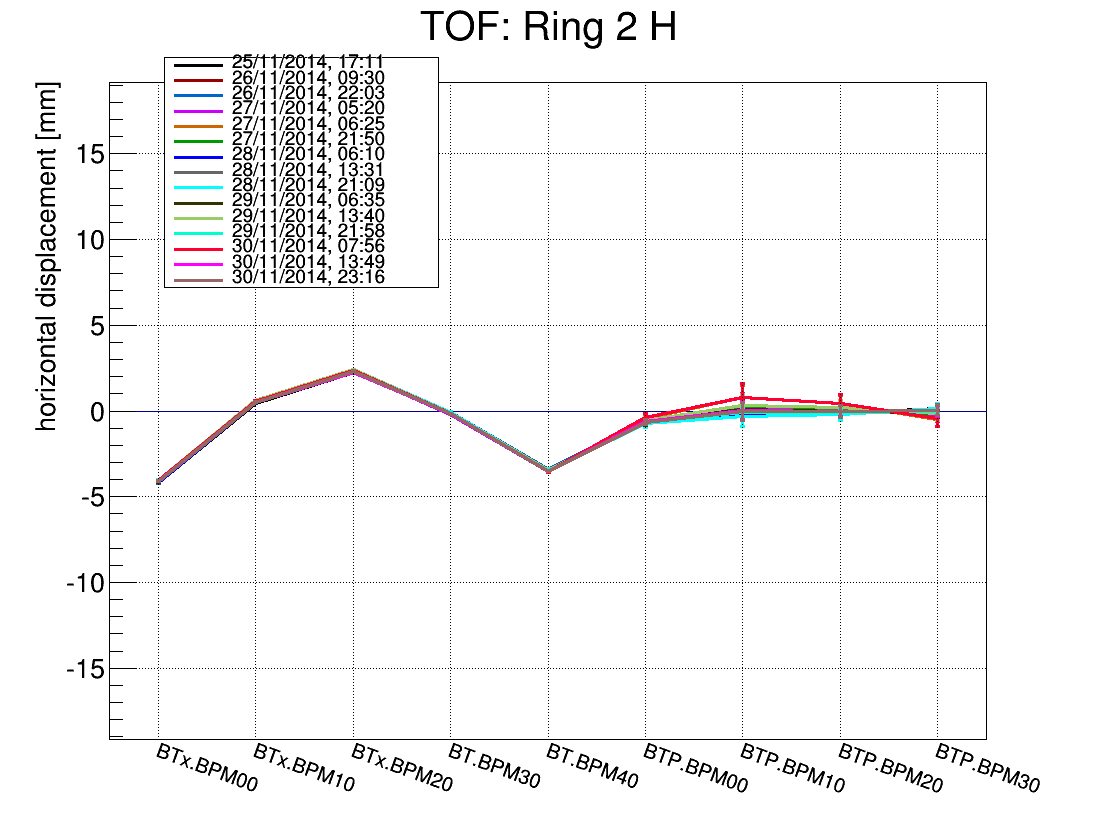 TOF: Ring 2 H
horizontal displacement [mm]
25/11/2014, 17:11
26/11/2014, 09:30
26/11/2014, 22:03
27/11/2014, 05:20
27/11/2014, 06:25
27/11/2014, 21:50
28/11/2014, 06:10
28/11/2014, 13:31
28/11/2014, 21:09
29/11/2014, 06:35
29/11/2014, 13:40
29/11/2014, 21:58
30/11/2014, 07:56
30/11/2014, 13:49
30/11/2014, 23:16
15
10
5
0
-5
-10
-15
BTx.BPM00
BTx.BPM10
BTx.BPM20
BT.BPM30
BT.BPM40
BTP.BPM00
BTP.BPM10
BTP.BPM20
BTP.BPM30